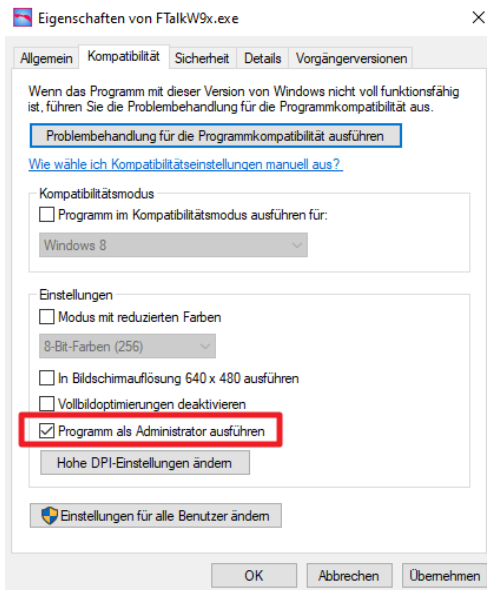 Eigenschaften von FTalkW9x.exe
Allgemein Kompatibilität Sicherheit Details Vorgängerversionen
Wenn das Programm mit dieser Version von Windows nicht voll funktionsfähig
ist, führen Sie die Problembehandlung für die Programmkompatibilität aus.
Problembehandlung für die Programmkompatibilität ausführen
Wie wähle ich Kompatibilitätseinstellungen manuell aus?
Kompatibilitätsmodus
Programm im Kompatibilitätsmodus ausführen für:
Windows 8
Einstellungen
Modus mit reduzierten Farben
8-Bit-Farben (256)
In Bildschirmauflösung 640 x 480 ausführen
Vollbildoptimierungen deaktivieren
Programm als Administrator ausführen
Hohe DPI-Einstellungen ändern
Einstellungen für alle Benutzer ändern
OK Abbrechen Übernehmen